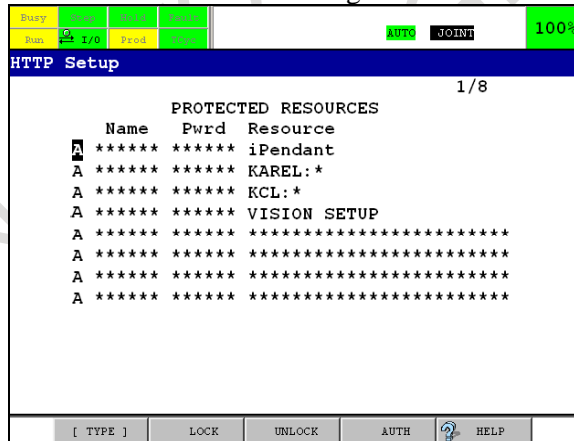 Busy Step Hold Fault
Run I/O Prod TCyc AUTO JOINT 100%
HTTP Setup
1/8
PROTECTED RESOURCES
Name Pwrd Resource
A ****** ****** iPendant
A ****** ****** KAREL:*
A ****** ****** KCL:*
A ****** ****** VISION SETUP
A ****** ****** ************************
A ****** ****** ************************
A ****** ****** ************************
A ****** ****** ************************
[ TYPE ] LOCK UNLOCK AUTH HELP